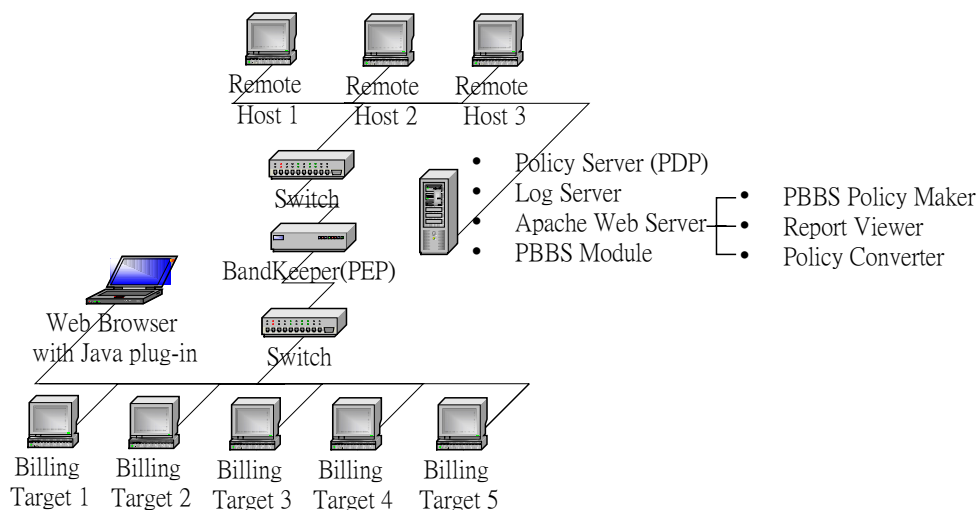 Remote
Host 1
Remote
Host 2
Remote
Host 3
Switch
• Policy Server (PDP)
• Log Server
• Apache Web Server
• PBBS Module
• PBBS Policy Maker
• Report Viewer
• Policy Converter
BandKeeper(PEP)
Web Browser
with Java plug-in
Switch
Billing
Target 1
Billing
Target 2
Billing
Target 3
Billing
Target 4
Billing
Target 5